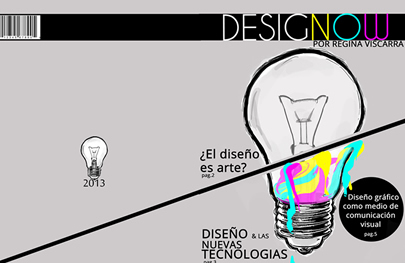 DESIGNOW
POR REGINA VISCARRA
¿El diseño
es arte?
pag.2
2013
Diseño gráfico
como medio de
comunicación
visual
pag.5
DISEÑO & LAS
NUEVAS
TECNOLOGIAS
pag.3